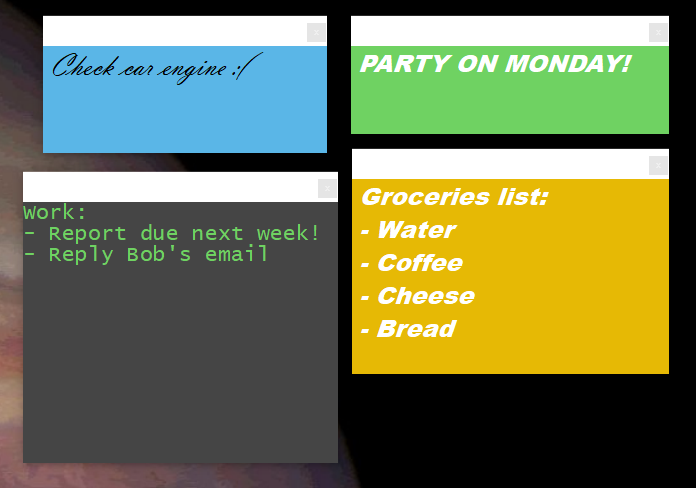 Check car engine :(
PARTY ON MONDAY!
Work:
- Report due next week!
- Reply Bob's email
Groceries list:
- Water
- Coffee
- Cheese
- Bread